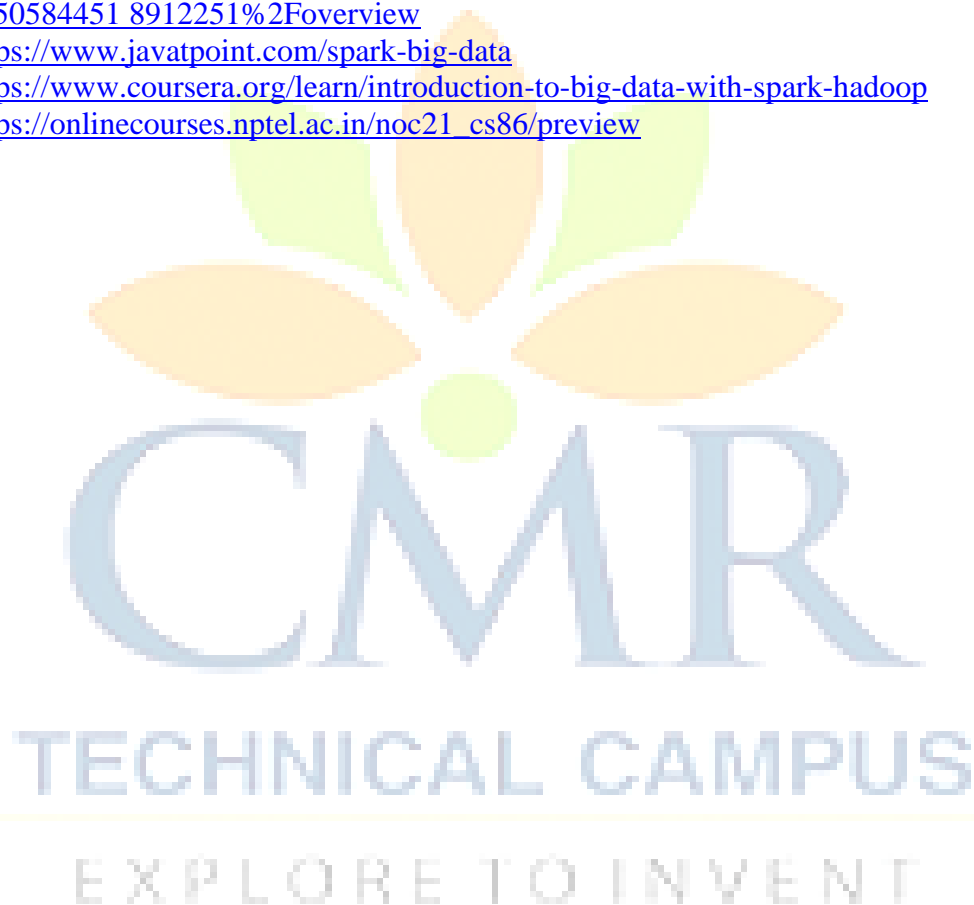 50584451 8912251%2Foverview
ps://www.javatpoint.com/spark-big-data
ps://www.coursera.org/learn/introduction-to-big-data-with-spark-hadoop
ps://onlinecourses.nptel.ac.in/noc21_cs86/preview
CMR
TECHNICAL CAMPUS
EXPLORE TO INVENT